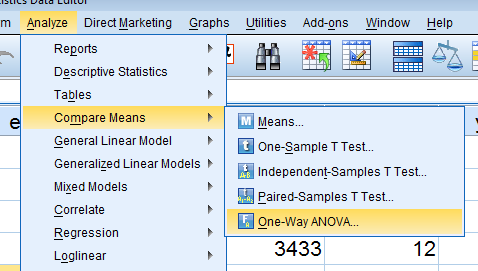 tistics Data Editor
rm Analyze Direct Marketing Graphs Utilities Add-ons Window Help
Reports
Descriptive Statistics
Tables
Compare Means
General Linear Model
Generalized Linear Models
Mixed Models
Correlate
Regression
Loglinear
Means...
One-Sample T Test...
Independent-Samples T Test...
Paired-Samples T Test...
One-Way ANOVA...
3433 12